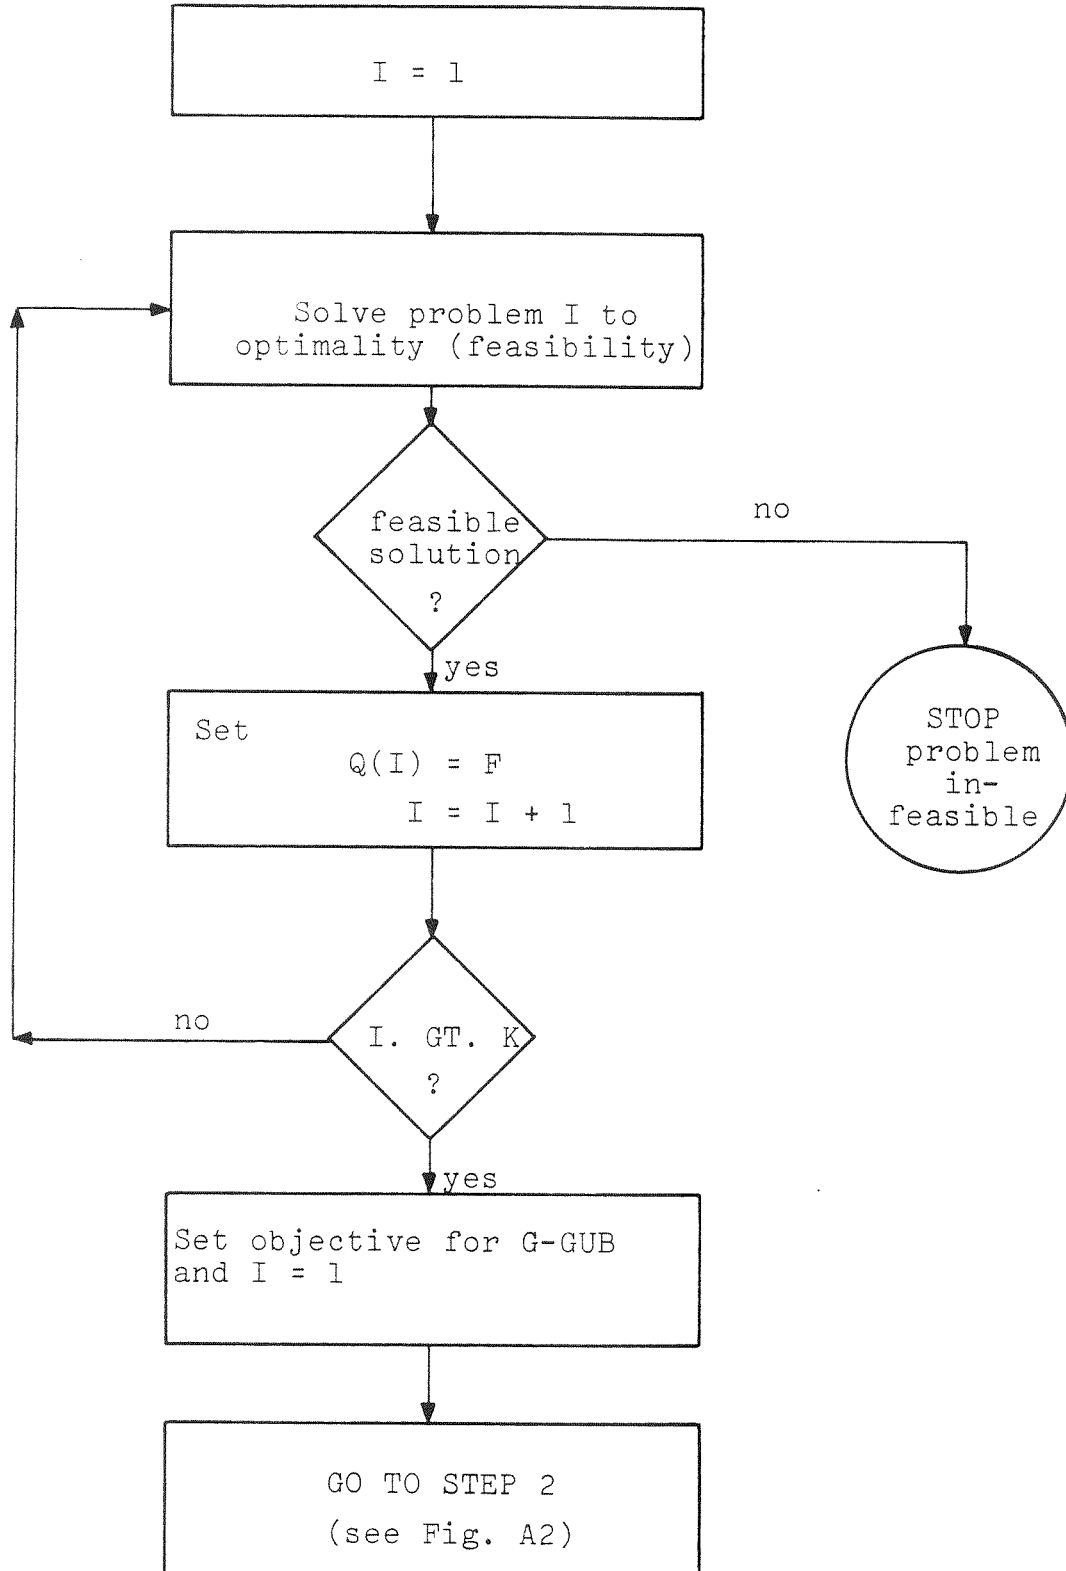 I = 1
Solve problem I to
optimality (feasibility)
feasible
solution
?
no
yes
STOP
problem
in-
feasible
Set
Q(I) = F
I = I + 1
no
I. GT. K
?
yes
Set objective for G-GUB
and I = 1
GO TO STEP 2
(see Fig. A2)